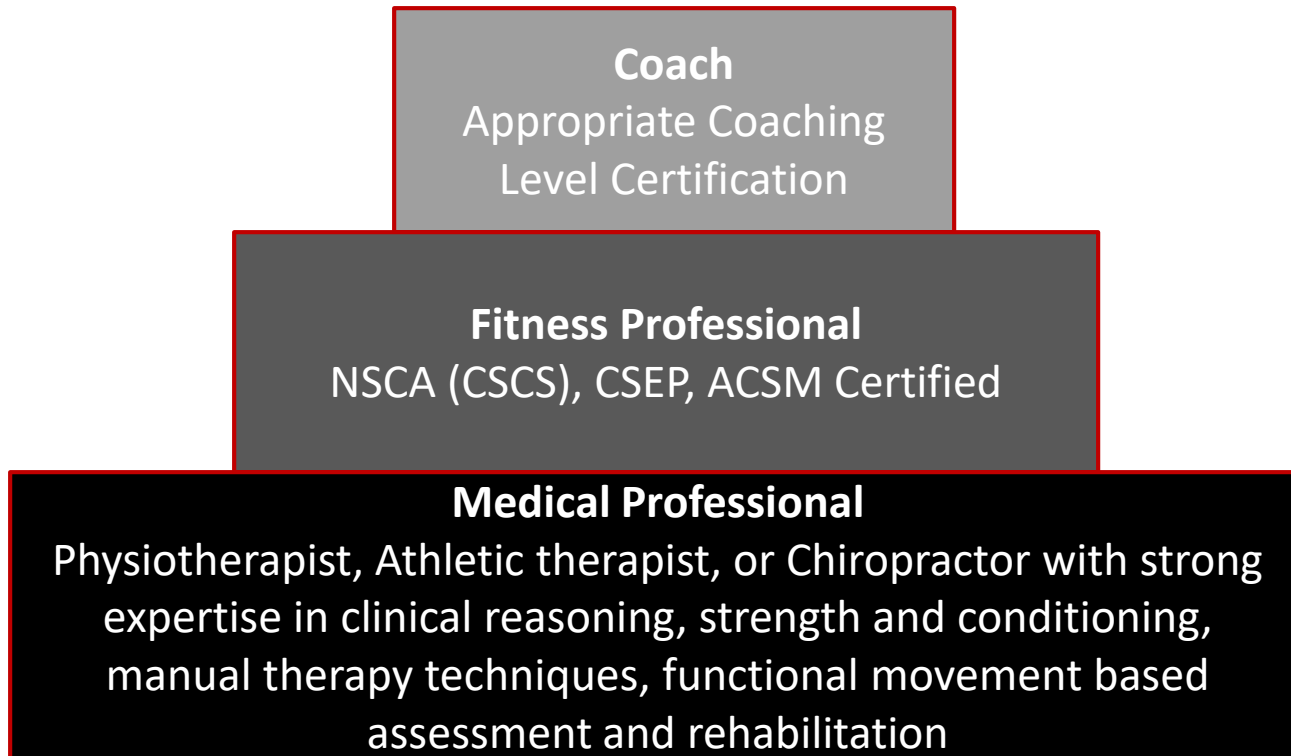 Coach
Appropriate Coaching
Level Certification
Fitness Professional
NSCA (CSCS), CSEP, ACSM Certified
Medical Professional
Physiotherapist, Athletic therapist, or Chiropractor with strong
expertise in clinical reasoning, strength and conditioning,
manual therapy techniques, functional movement based
assessment and rehabilitation